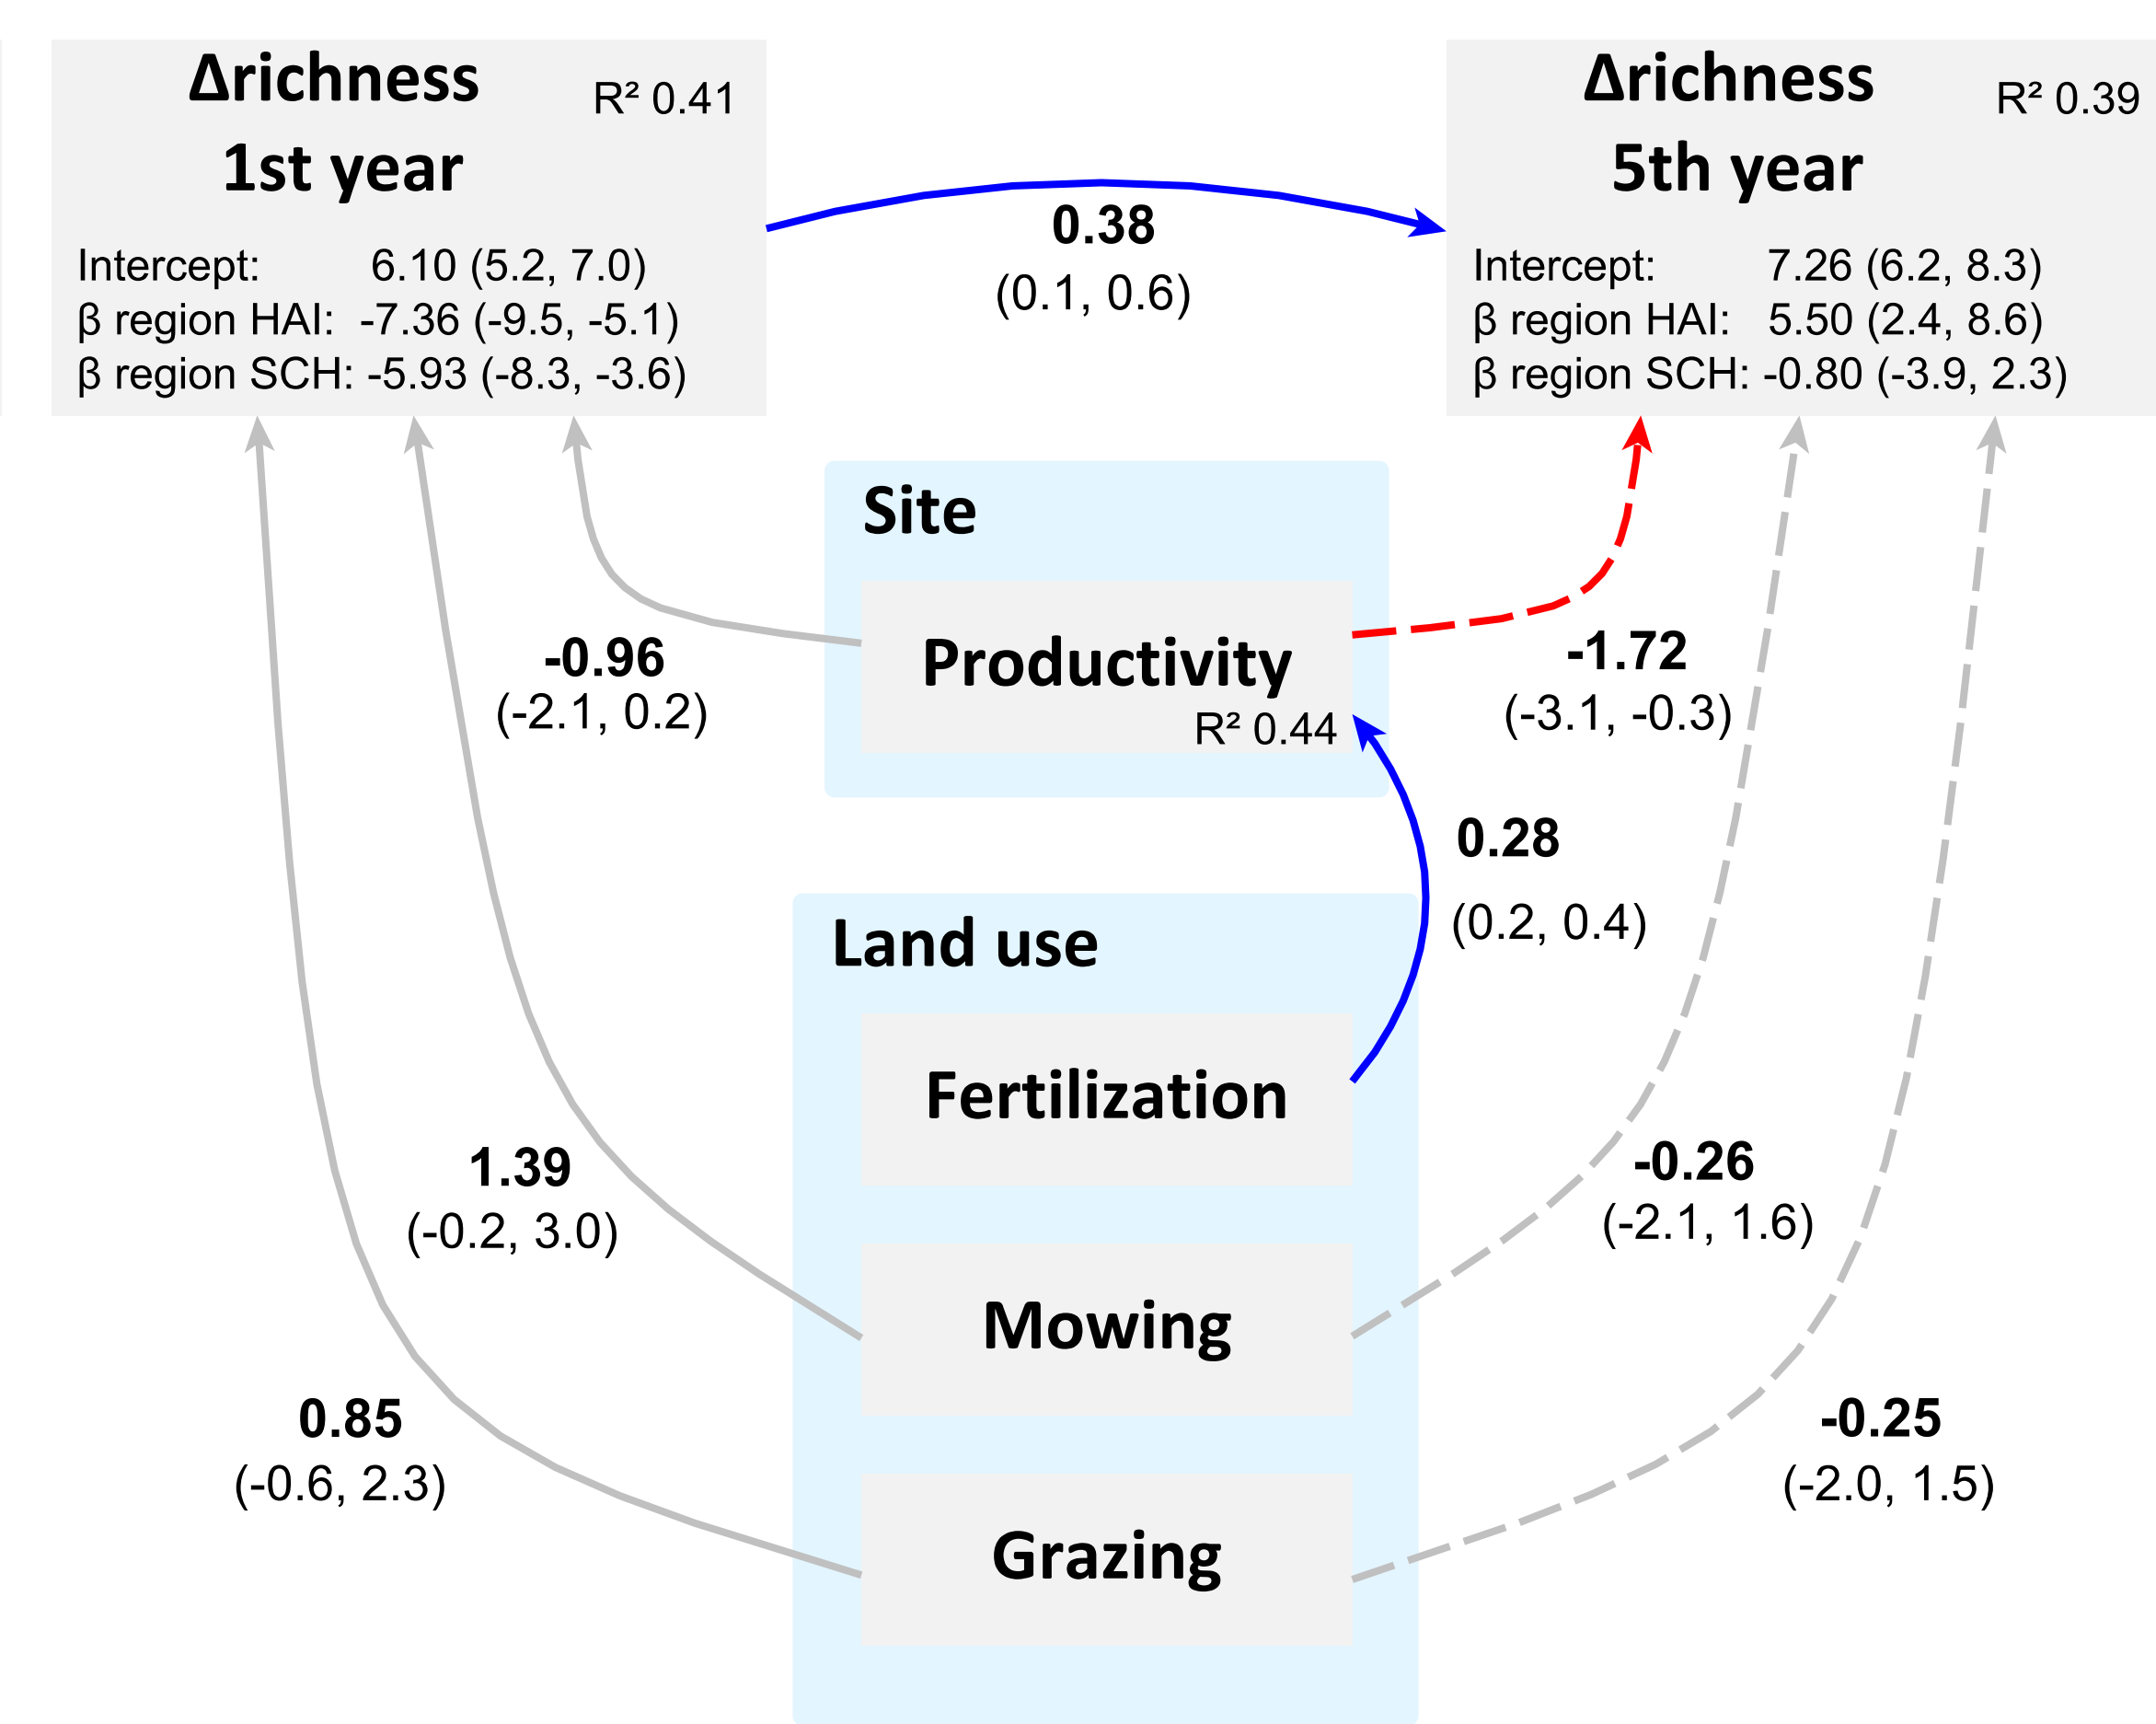 Δrichness
1st year
R² 0.41
Intercept: 6.10 (5.2, 7.0)
β region HAI: -7.36 (-9.5, -5.1)
β region SCH: -5.93 (-8.3, -3.6)
0.38
(0.1, 0.6)
Δrichness
5th year
R² 0.39
Intercept: 7.26 (6.2, 8.3)
β region HAI: 5.50 (2.4, 8.6)
β region SCH: -0.80 (-3.9, 2.3)
Site
Productivity
R² 0.44
-0.96
(-2.1, 0.2)
-1.72
(-3.1, -0.3)
0.28
(0.2, 0.4)
Land use
Fertilization
1.39
(-0.2, 3.0)
-0.26
(-2.1, 1.6)
Mowing
0.85
(-0.6, 2.3)
-0.25
(-2.0, 1.5)
Grazing